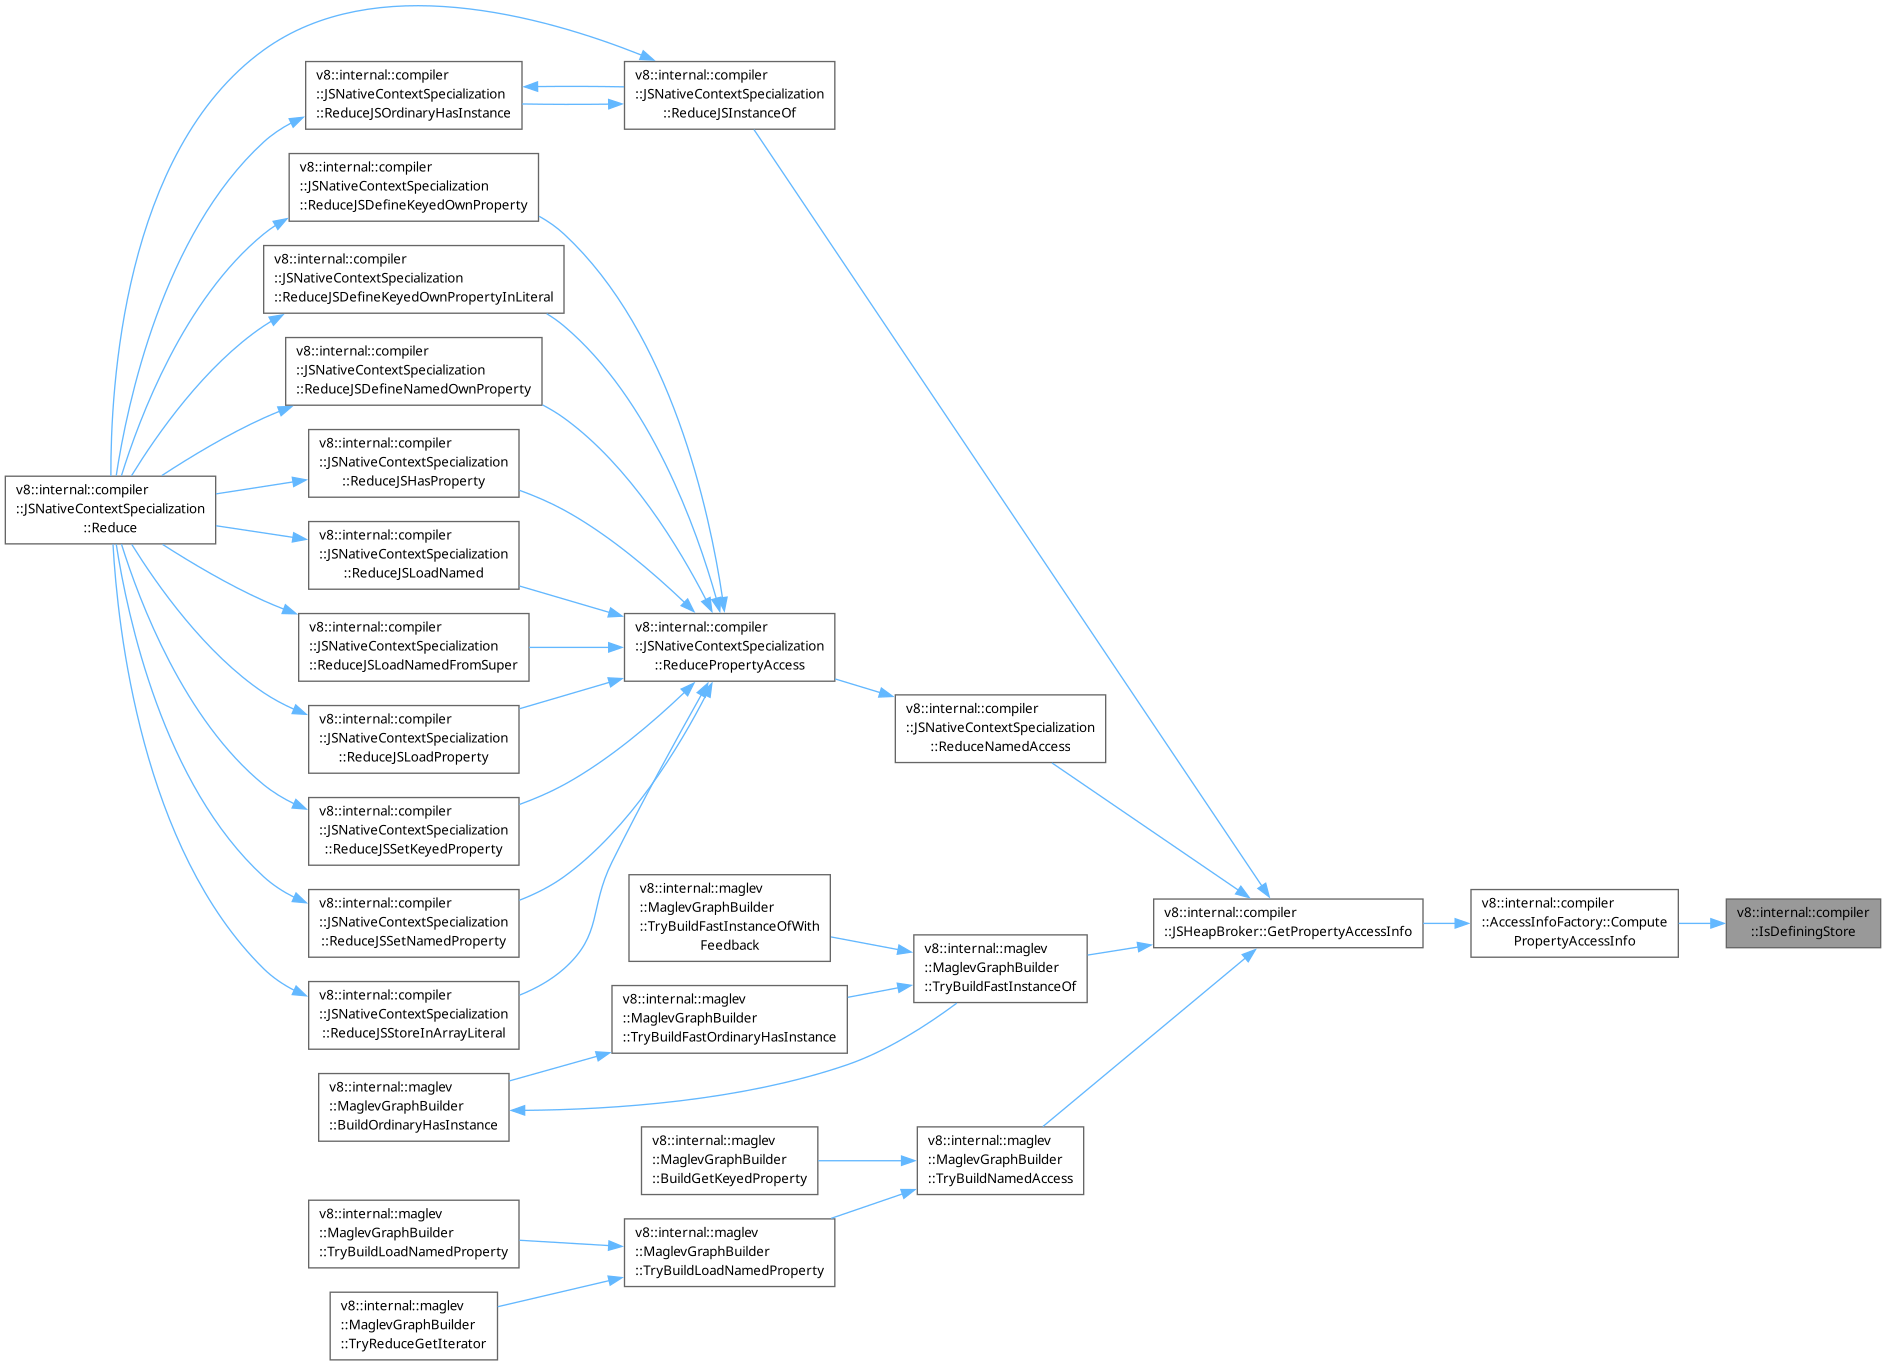 v8::internal::compiler
::JSNativeContextSpecialization
::ReduceJSOrdinaryHasInstance
v8::internal::compiler
::JSNativeContextSpecialization
::ReduceJSInstanceOf
v8::internal::compiler
::JSNativeContextSpecialization
::ReduceJSDefineKeyedOwnProperty
v8::internal::compiler
::JSNativeContextSpecialization
::ReduceJSDefineKeyedOwnPropertyInLiteral
v8::internal::compiler
::JSNativeContextSpecialization
::ReduceJSDefineNamedOwnProperty
v8::internal::compiler
::JSNativeContextSpecialization
::ReduceJSHasProperty
v8::internal::compiler
::JSNativeContextSpecialization
::Reduce
v8::internal::compiler
::JSNativeContextSpecialization
::ReduceJSLoadNamed
v8::internal::compiler
::JSNativeContextSpecialization
::ReduceJSLoadNamedFromSuper
v8::internal::compiler
::JSNativeContextSpecialization
::ReducePropertyAccess
v8::internal::compiler
::JSNativeContextSpecialization
::ReduceNamedAccess
v8::internal::compiler
::JSNativeContextSpecialization
::ReduceJSLoadProperty
v8::internal::compiler
::JSNativeContextSpecialization
::ReduceJSSetKeyedProperty
v8::internal::compiler
::JSNativeContextSpecialization
::ReduceJSSetNamedProperty
v8::internal::maglev
::MaglevGraphBuilder
::TryBuildFastInstanceOfWith
Feedback
v8::internal::maglev
::MaglevGraphBuilder
::TryBuildFastInstanceOf
v8::internal::compiler
::JSHeapBroker::GetPropertyAccessInfo
v8::internal::compiler
::AccessInfoFactory::Compute
PropertyAccessInfo
v8::internal::compiler
::IsDefiningStore
v8::internal::compiler
::JSNativeContextSpecialization
::ReduceJSStoreInArrayLiteral
v8::internal::maglev
::MaglevGraphBuilder
::TryBuildFastOrdinaryHasInstance
v8::internal::maglev
::MaglevGraphBuilder
::BuildOrdinaryHasInstance
v8::internal::maglev
::MaglevGraphBuilder
::BuildGetKeyedProperty
v8::internal::maglev
::MaglevGraphBuilder
::TryBuildNamedAccess
v8::internal::maglev
::MaglevGraphBuilder
::TryBuildLoadNamedProperty
v8::internal::maglev
::MaglevGraphBuilder
::TryBuildLoadNamedProperty
v8::internal::maglev
::MaglevGraphBuilder
::TryReduceGetIterator